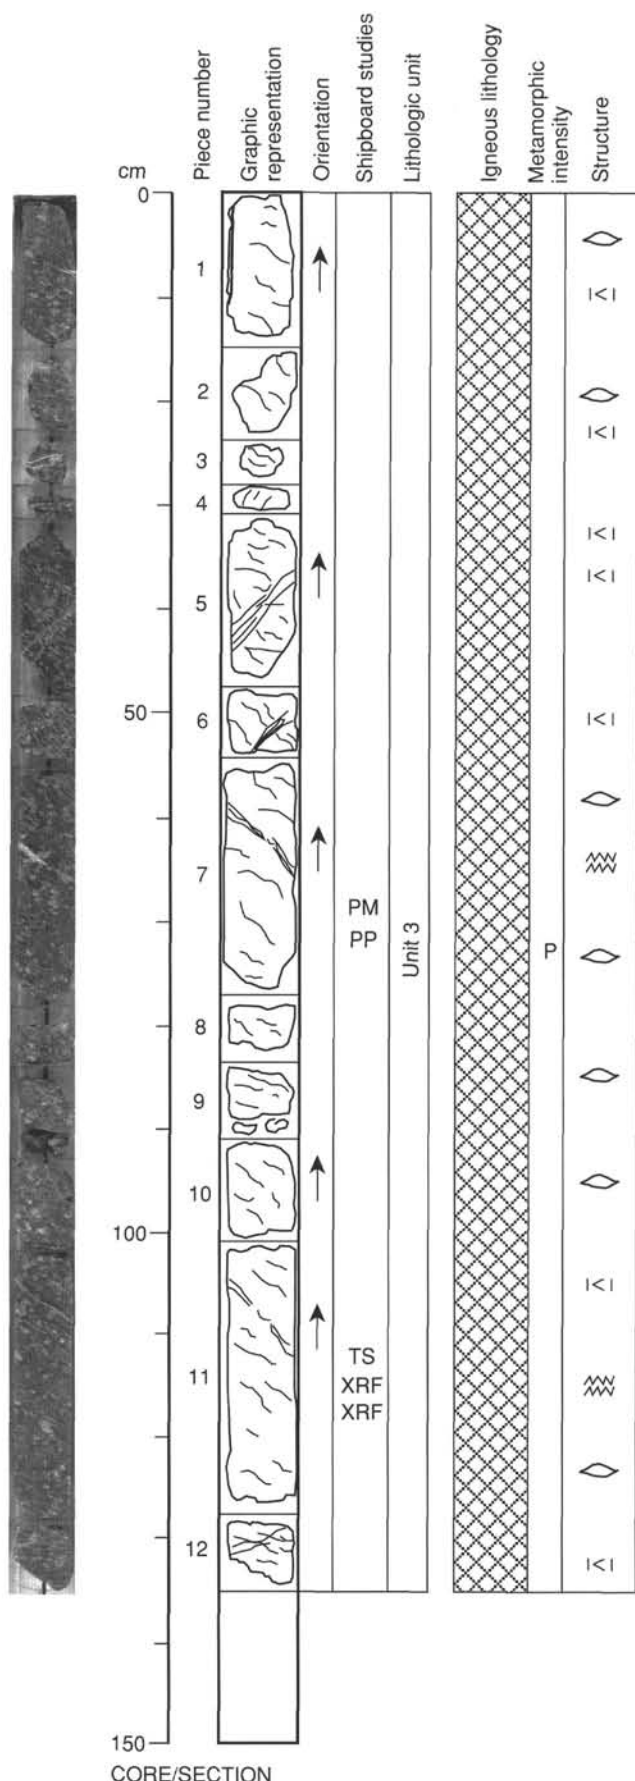 Piece number
Graphic
representation
Orientation
Shipboard studies
Lithologic unit
Igneous lithology
Metamorphic
intensity
Structure
cm
0
1
2
3
4
5
50
6
7
PM
PP
Unit 3
P
8
9
10
100
11
TS
XRF
XRF
12
150
CORE/SECTION